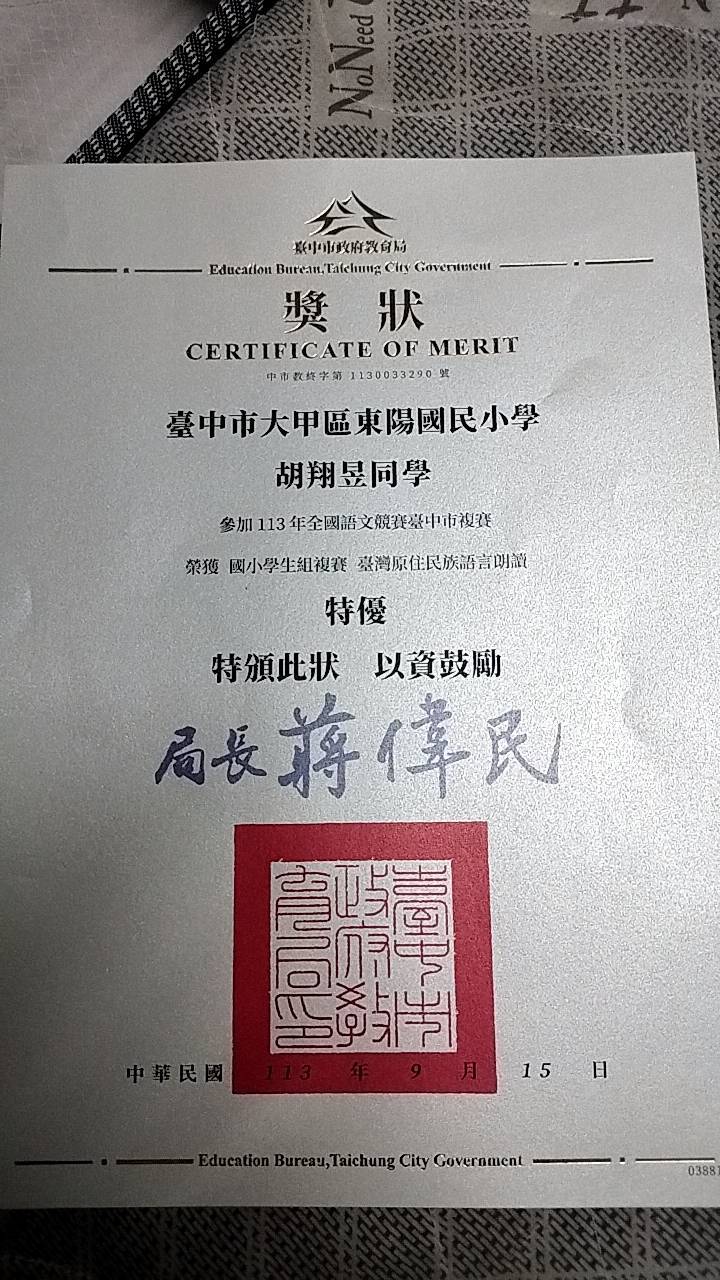 NoNeed
臺中市政府教育局
Education Bureau,Taichung City Government
獎 狀
CERTIFICATE OF MERIT
中市教終字第 1130033290 號
臺中市大甲區東陽國民小學
胡翔昱同學
參加 113 年全國語文競賽臺中市複賽
榮獲 國小學生組複賽 臺灣原住民族語言朗讀
特優
特頒此狀 以資鼓勵
局長 蔣偉民
臺中市政府教育局印
中華民國 113 年 9 月 15 日
Education Bureau,Taichung City Government
03881